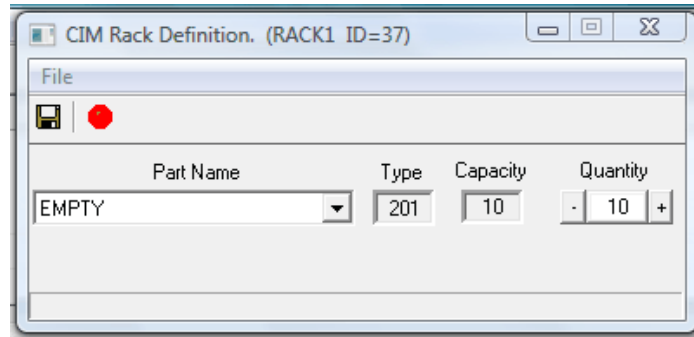 CIM Rack Definition. (RACK1 ID=37)
File
Part Name Type Capacity Quantity
EMPTY 201 10 - 10 +